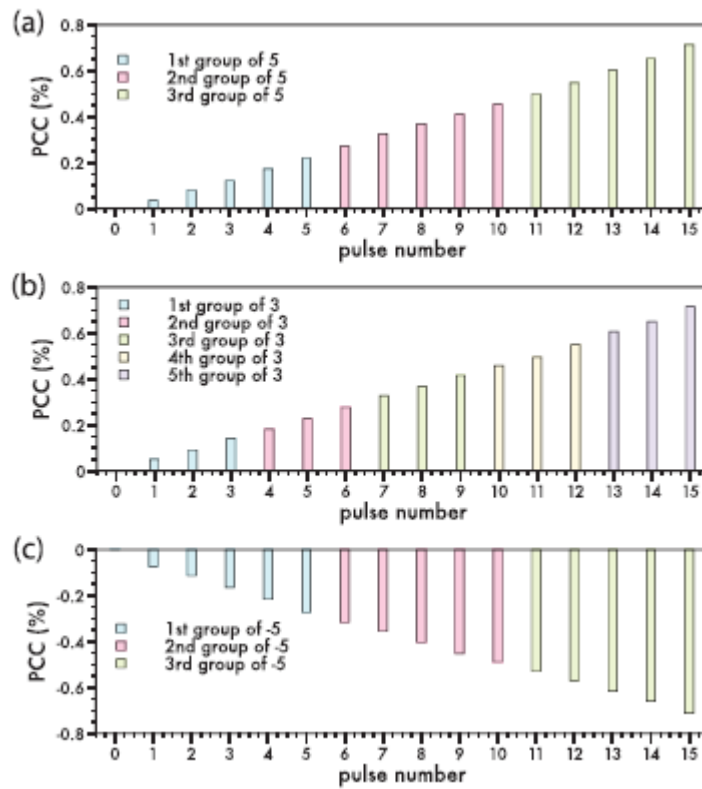 (a)
0.8
0.6
0.4
0.2
0
PCC (%)
1st group of 5
2nd group of 5
3rd group of 5
0 1 2 3 4 5 6 7 8 9 10 11 12 13 14 15
pulse number
(b)
0.8
0.6
0.4
0.2
0
PCC (%)
1st group of 3
2nd group of 3
3rd group of 3
4th group of 3
5th group of 3
0 1 2 3 4 5 6 7 8 9 10 11 12 13 14 15
pulse number
(c)
0
-0.2
-0.4
-0.6
-0.8
PCC (%)
1st group of -5
2nd group of -5
3rd group of -5
0 1 2 3 4 5 6 7 8 9 10 11 12 13 14 15
pulse number